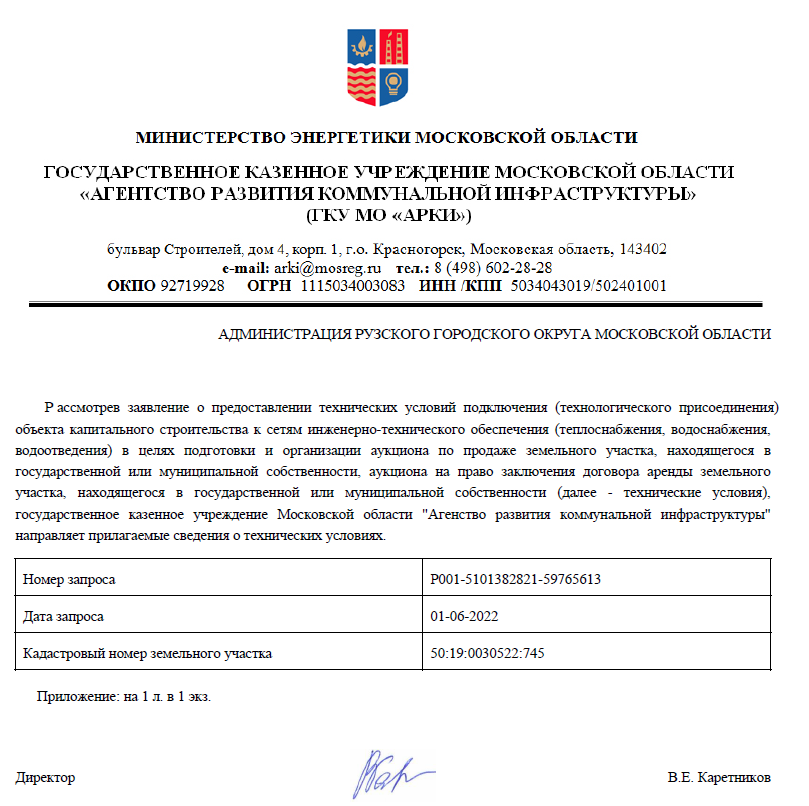 МИНИСТЕРСТВО ЭНЕРГЕТИКИ МОСКОВСКОЙ ОБЛАСТИ
ГОСУДАРСТВЕННОЕ КАЗЕННОЕ УЧРЕЖДЕНИЕ МОСКОВСКОЙ ОБЛАСТИ
«АГЕНТСТВО РАЗВИТИЯ КОММУНАЛЬНОЙ ИНФРАСТРУКТУРЫ»
(ГКУ МО «АРКИ»)
бульвар Строителей, дом 4, корп. 1, г.о. Красногорск, Московская область, 143402
e-mail: arki@mosreg.ru тел.: 8 (498) 602-28-28
ОКПО 92719928 ОГРН 1115034003083 ИНН /КПП 5034043019/502401001
АДМИНИСТРАЦИЯ РУЗСКОГО ГОРОДСКОГО ОКРУГА МОСКОВСКОЙ ОБЛАСТИ
Р ассмотрев заявление о предоставлении технических условий подключения (технологического присоединения)
объекта капитального строительства к сетям инженерно-технического обеспечения (теплоснабжения, водоснабжения,
водоотведения) в целях подготовки и организации аукциона по продаже земельного участка, находящегося в
государственной или муниципальной собственности, аукциона на право заключения договора аренды земельного
участка, находящегося в государственной или муниципальной собственности (далее - технические условия),
государственное казенное учреждение Московской области "Агенство развития коммунальной инфраструктуры"
направляет прилагаемые сведения о технических условиях.
Номер запроса P001-5101382821-59765613
Дата запроса 01-06-2022
Кадастровый номер земельного участка 50:19:0030522:745
Приложение: на 1 л. в 1 экз.
Директор В.Е. Каретников